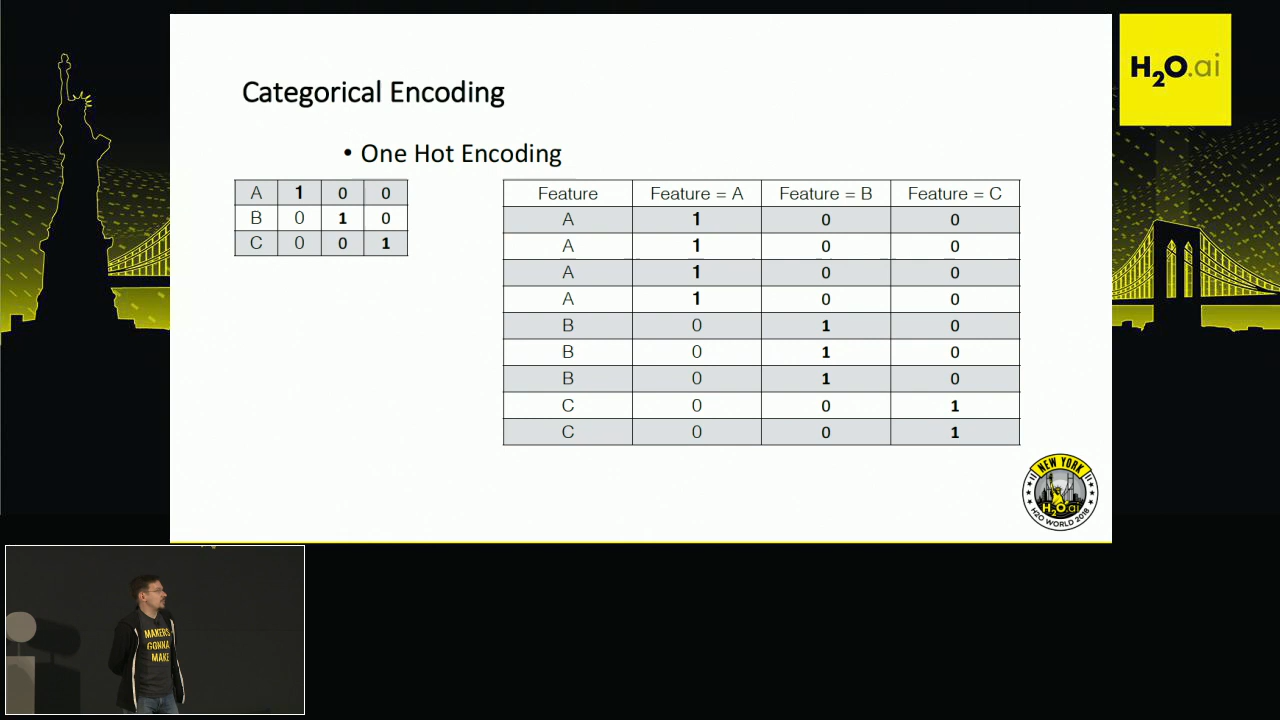 H2O.ai
Categorical Encoding
• One Hot Encoding
A 1 0 0
B 0 1 0
C 0 0 1
Feature Feature = A Feature = B Feature = C
A 1 0 0
A 1 0 0
A 1 0 0
A 1 0 0
B 0 1 0
B 0 1 0
B 0 1 0
C 0 0 1
C 0 0 1
NEW YORK
H2O.ai
H2O WORLD 2018
MAKERS
GONNA
MAKE